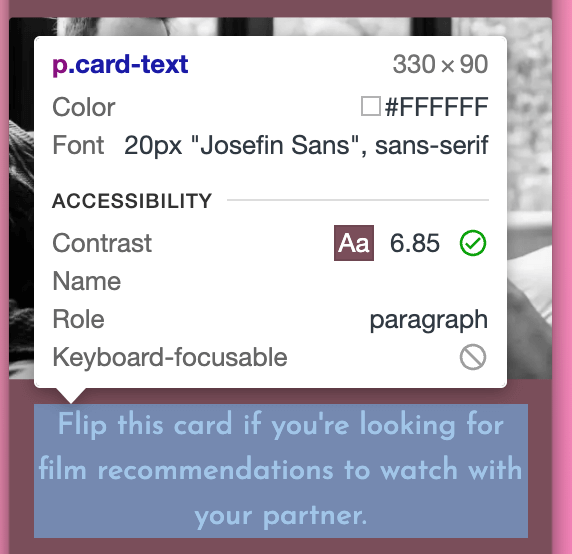 p.card-text 330 × 90
Color #FFFFFF
Font 20px "Josefin Sans", sans-serif
ACCESSIBILITY
Contrast Aa 6.85
Name
Role paragraph
Keyboard-focusable
Flip this card if you're looking for
film recommendations to watch with
your partner.